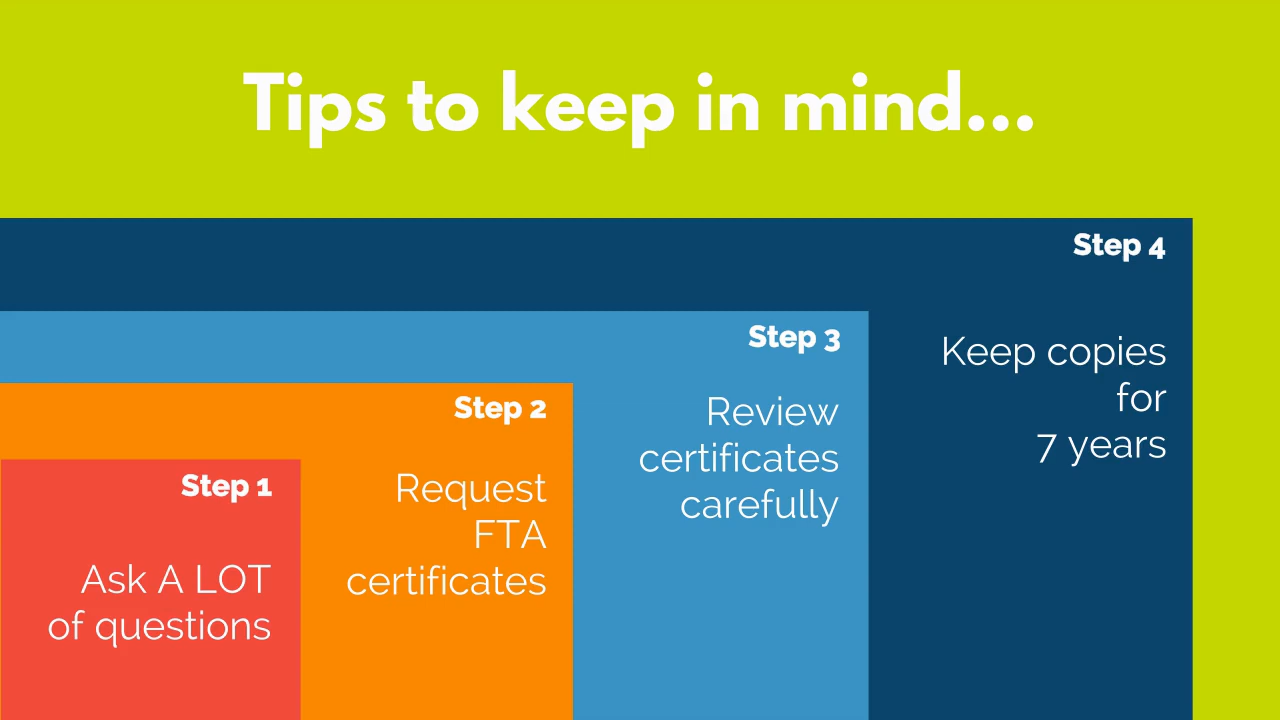 Tips to keep in mind...
Step 1
Ask A LOT
of questions
Step 2
Request
FTA
certificates
Step 3
Review
certificates
carefully
Step 4
Keep copies
for
7 years